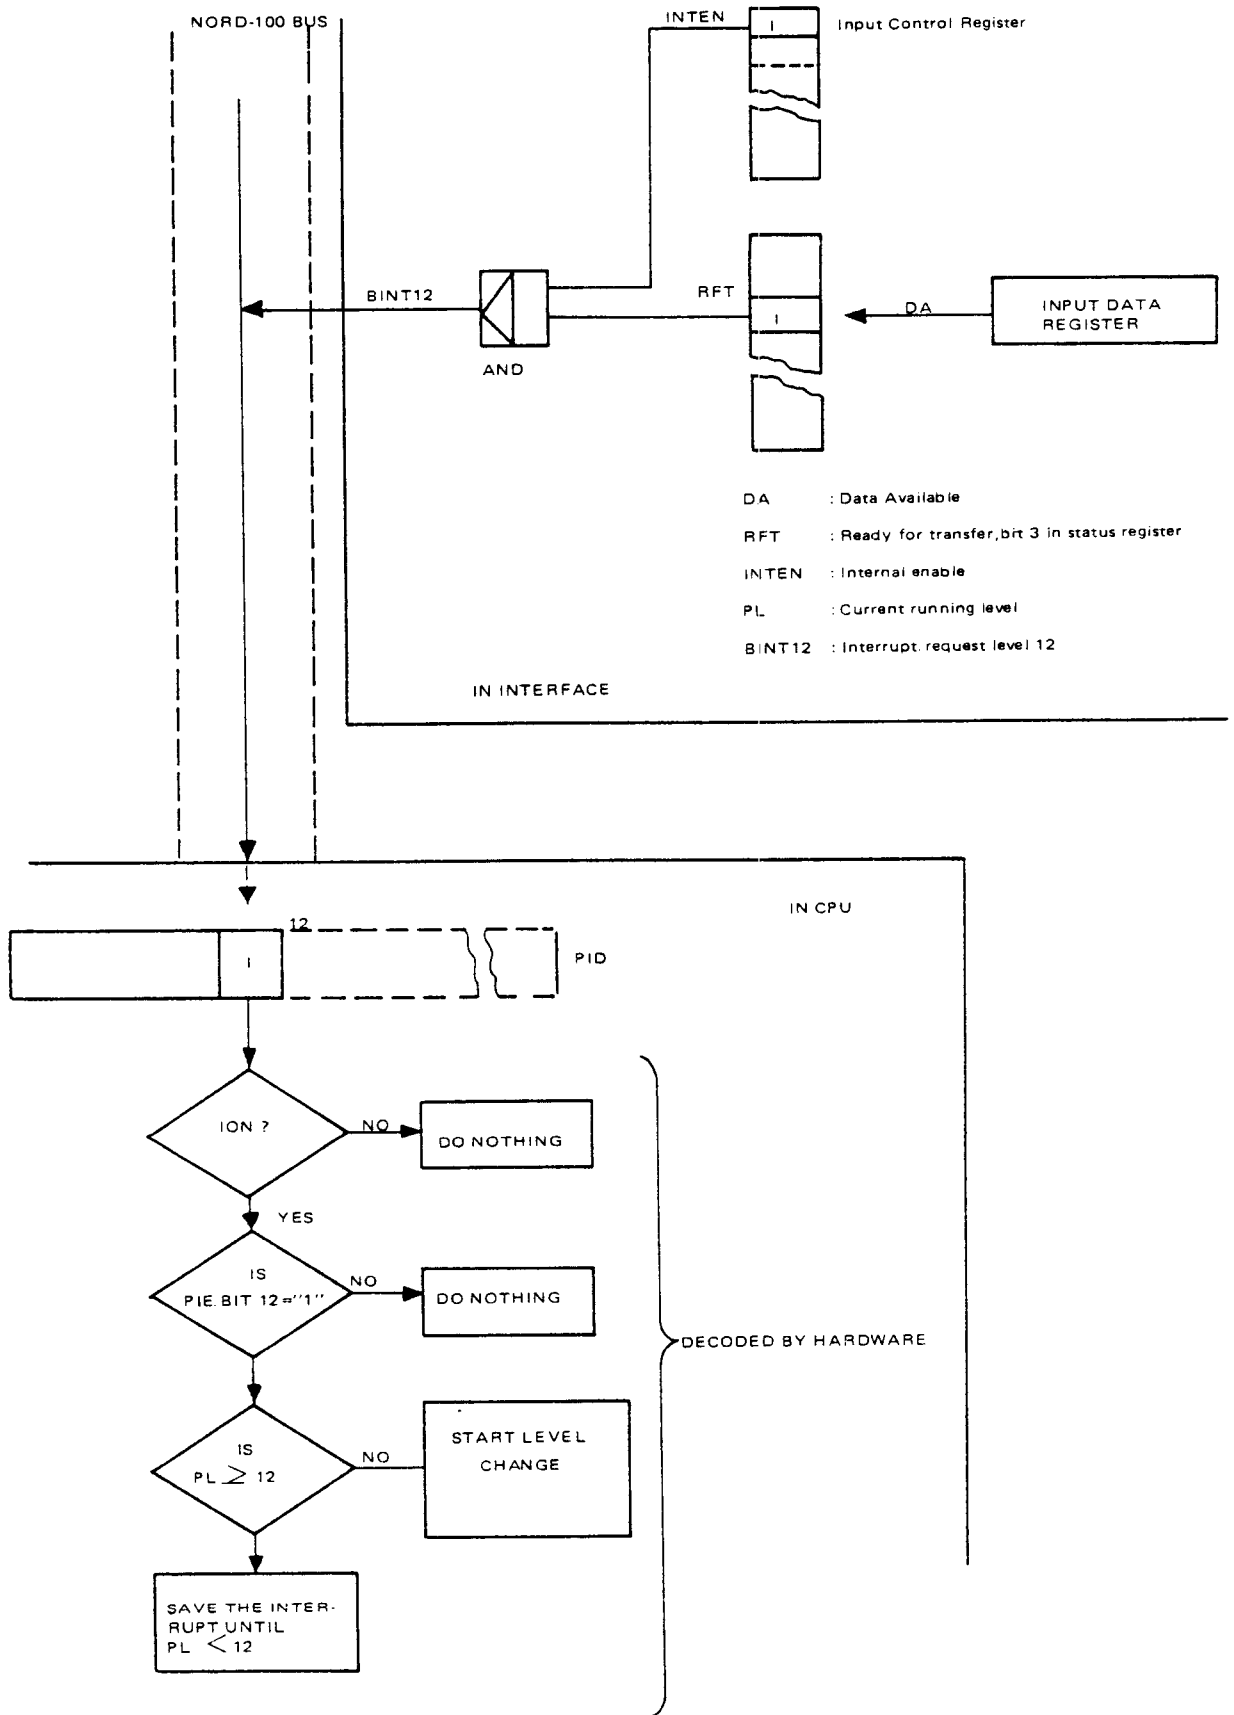 NORD-100 BUS
INTEN
I
Input Control Register
BINT12
RFT
I
DA
INPUT DATA
REGISTER
AND
DA : Data Available
RFT : Ready for transfer, bit 3 in status register
INTEN : Internal enable
PL : Current running level
BINT12 : Interrupt. request level 12
IN INTERFACE
IN CPU
12
I
PID
ION ?
NO
DO NOTHING
YES
IS
PIE. BIT 12="1"
NO
DO NOTHING
DECODED BY HARDWARE
IS
PL ≥ 12
NO
START LEVEL
CHANGE
SAVE THE INTER-
RUPT UNTIL
PL < 12